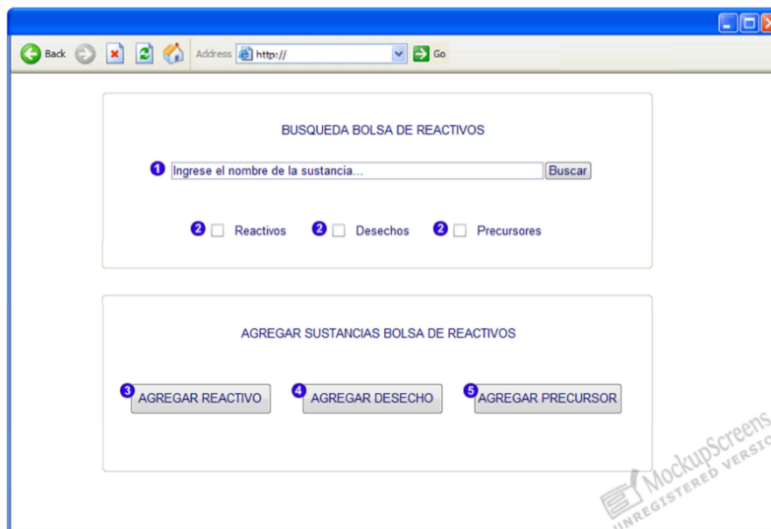 Back
Address
http://
Go
BUSQUEDA BOLSA DE REACTIVOS
1 Ingrese el nombre de la sustancia... Buscar
2 Reactivos 2 Desechos 2 Precursores
AGREGAR SUSTANCIAS BOLSA DE REACTIVOS
3 AGREGAR REACTIVO 4 AGREGAR DESECHO 5 AGREGAR PRECURSOR
MockupScreens
UNREGISTERED VERSIO